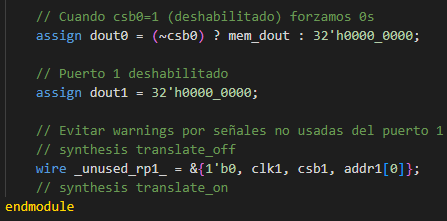 // Cuando csb0=1 (deshabilitado) forzamos 0s
assign dout0 = (~csb0) ? mem_dout : 32'h0000_0000;
// Puerto 1 deshabilitado
assign dout1 = 32'h0000_0000;
// Evitar warnings por señales no usadas del puerto 1
// synthesis translate_off
wire _unused_rp1_ = &{1'b0, clk1, csb1, addr1[0]};
// synthesis translate_on
endmodule